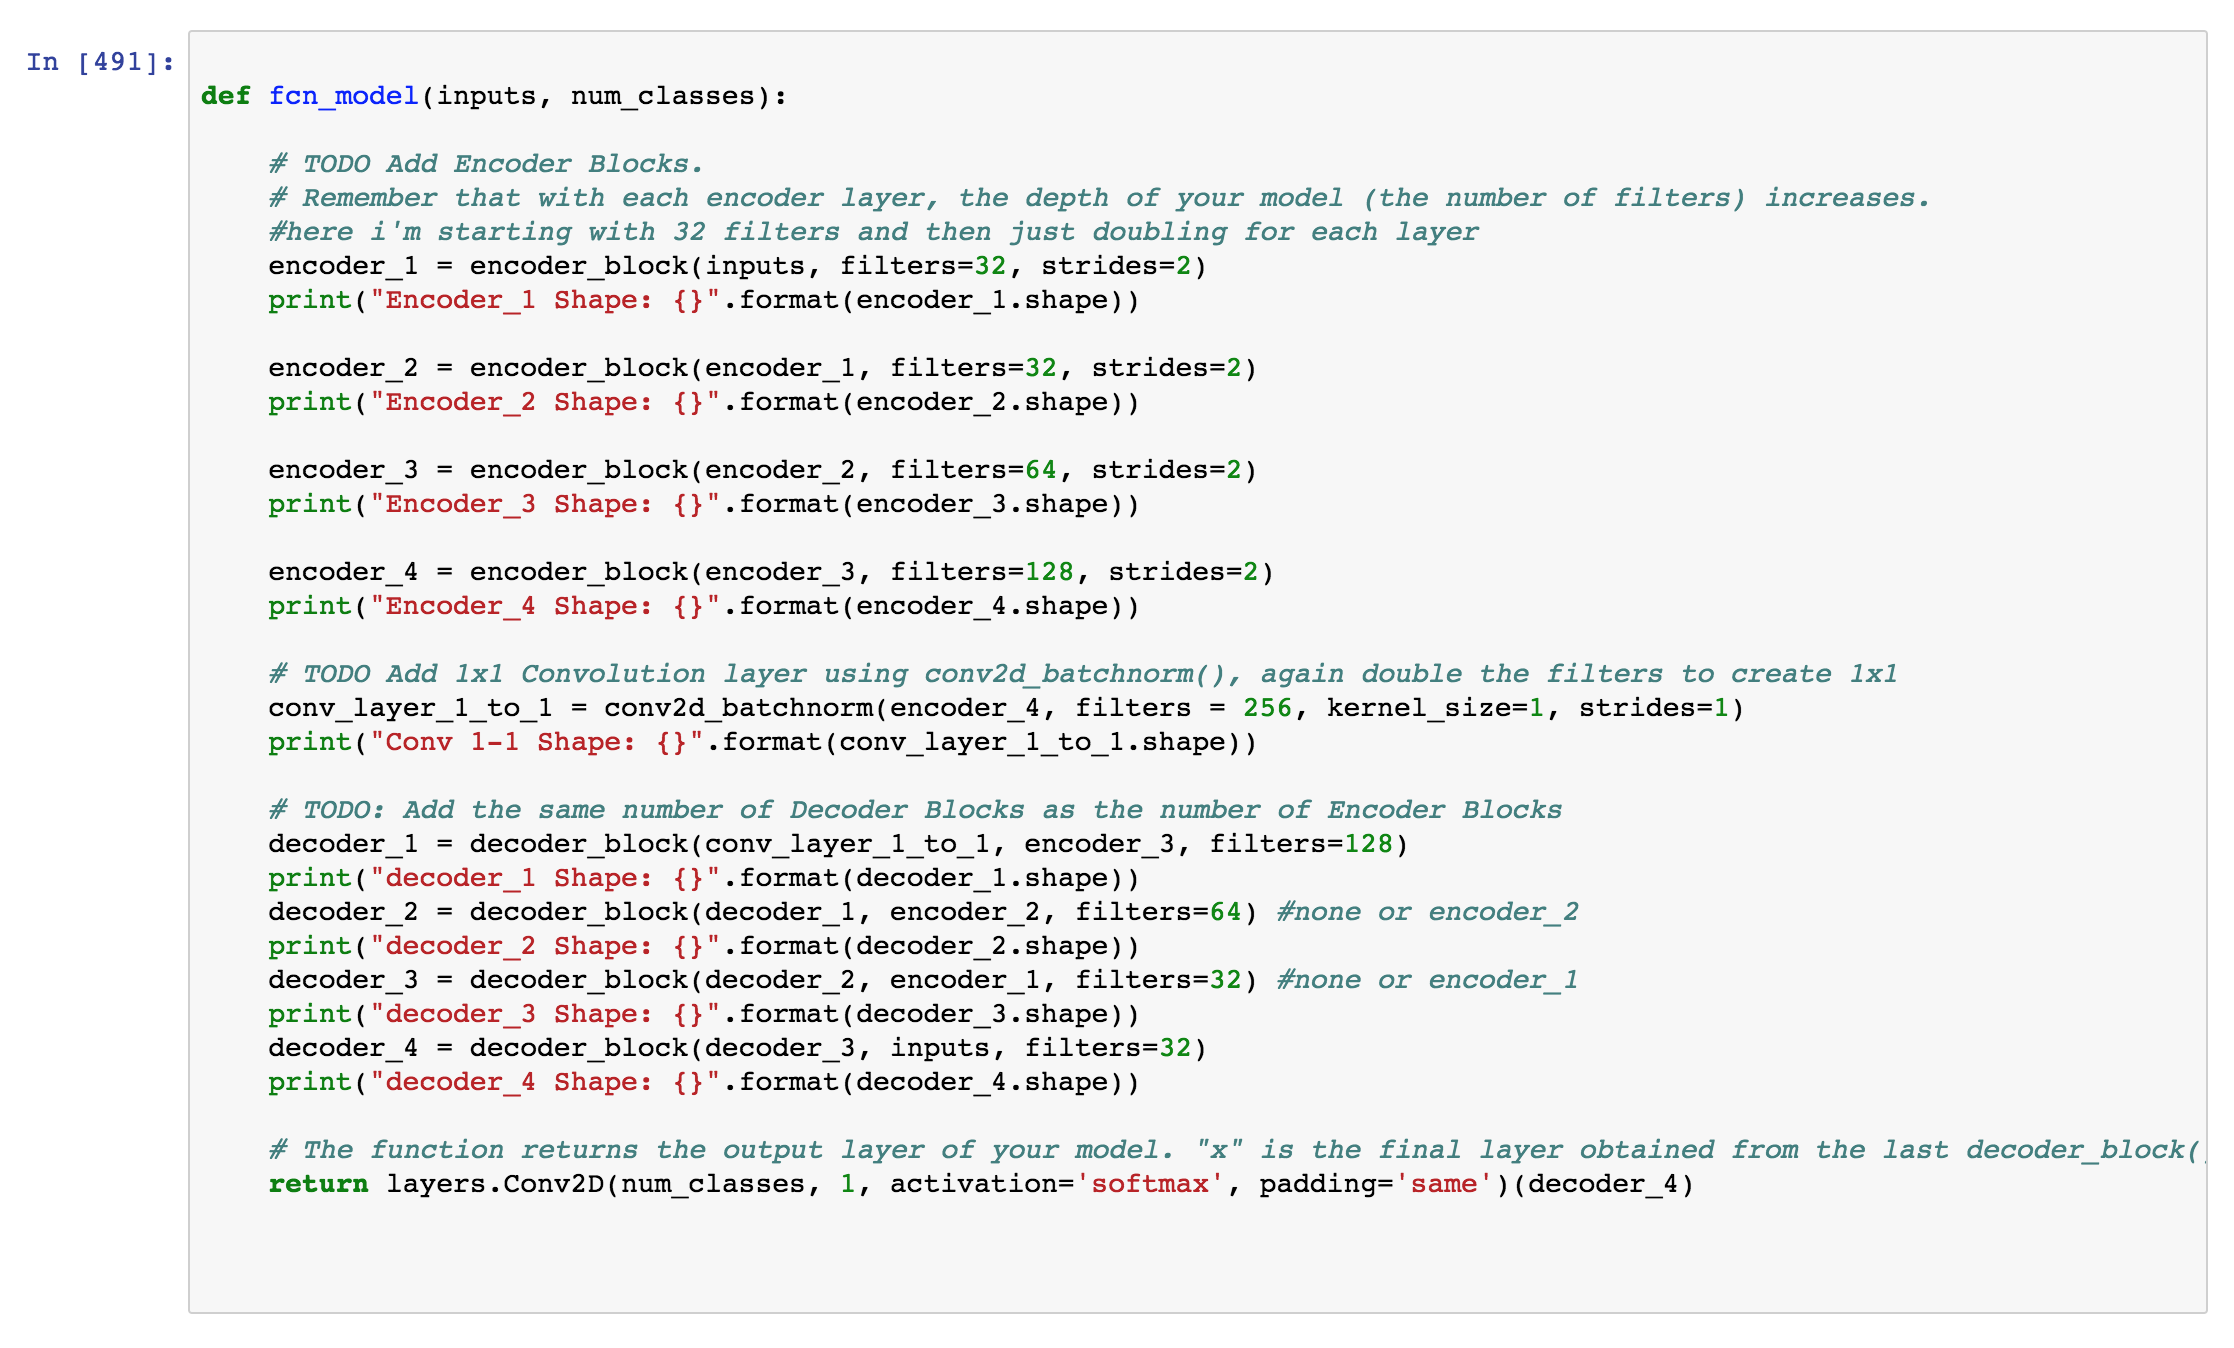 In [491]:
def fcn_model(inputs, num_classes):
# TODO Add Encoder Blocks.
# Remember that with each encoder layer, the depth of your model (the number of filters) increases.
#here i'm starting with 32 filters and then just doubling for each layer
encoder_1 = encoder_block(inputs, filters=32, strides=2)
print("Encoder_1 Shape: {}".format(encoder_1.shape))
encoder_2 = encoder_block(encoder_1, filters=32, strides=2)
print("Encoder_2 Shape: {}".format(encoder_2.shape))
encoder_3 = encoder_block(encoder_2, filters=64, strides=2)
print("Encoder_3 Shape: {}".format(encoder_3.shape))
encoder_4 = encoder_block(encoder_3, filters=128, strides=2)
print("Encoder_4 Shape: {}".format(encoder_4.shape))
# TODO Add 1x1 Convolution layer using conv2d_batchnorm(), again double the filters to create 1x1
conv_layer_1_to_1 = conv2d_batchnorm(encoder_4, filters = 256, kernel_size=1, strides=1)
print("Conv 1-1 Shape: {}".format(conv_layer_1_to_1.shape))
# TODO: Add the same number of Decoder Blocks as the number of Encoder Blocks
decoder_1 = decoder_block(conv_layer_1_to_1, encoder_3, filters=128)
print("decoder_1 Shape: {}".format(decoder_1.shape))
decoder_2 = decoder_block(decoder_1, encoder_2, filters=64) #none or encoder_2
print("decoder_2 Shape: {}".format(decoder_2.shape))
decoder_3 = decoder_block(decoder_2, encoder_1, filters=32) #none or encoder_1
print("decoder_3 Shape: {}".format(decoder_3.shape))
decoder_4 = decoder_block(decoder_3, inputs, filters=32)
print("decoder_4 Shape: {}".format(decoder_4.shape))
# The function returns the output layer of your model. "x" is the final layer obtained from the last decoder_block(
return layers.Conv2D(num_classes, 1, activation='softmax', padding='same')(decoder_4)